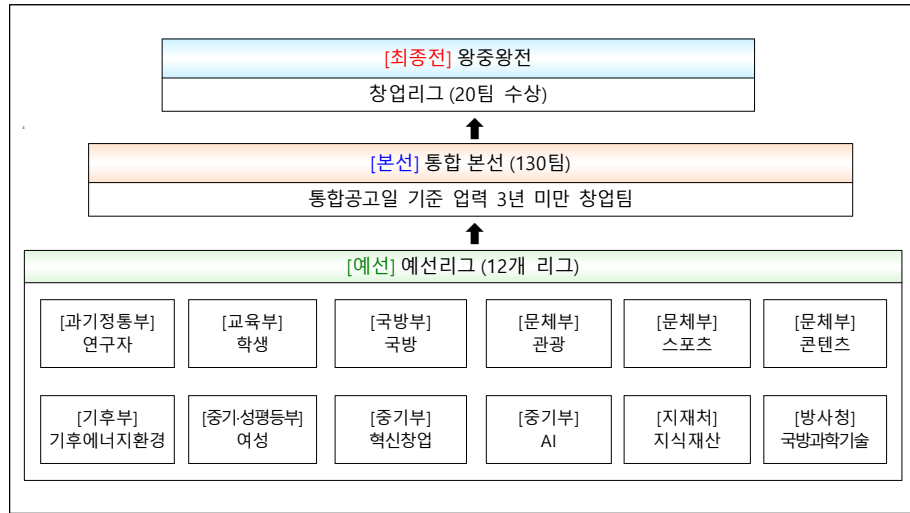 [최종전] 왕중왕전
창업리그 (20팀 수상)
[본선] 통합 본선 (130팀)
통합공고일 기준 업력 3년 미만 창업팀
[예선] 예선리그 (12개 리그)
[과기정통부]
연구자
[교육부]
학생
[국방부]
국방
[문체부]
관광
[문체부]
스포츠
[문체부]
콘텐츠
[기후부]
기후에너지환경
[중기·성평등부]
여성
[중기부]
혁신창업
[중기부]
AI
[지재처]
지식재산
[방사청]
국방과학기술